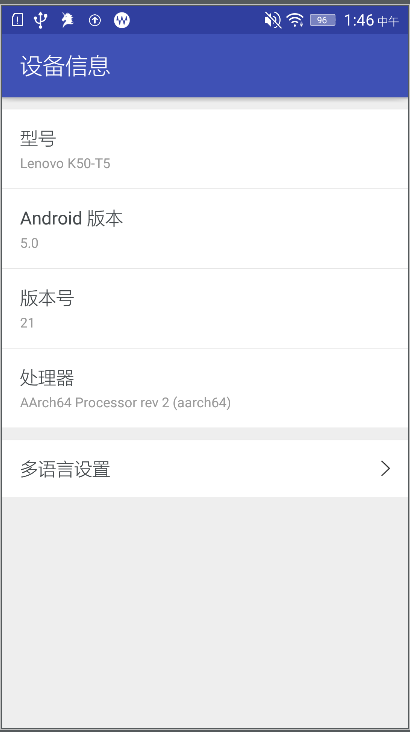 96 1:46 中午
设备信息
型号
Lenovo K50-T5
Android 版本
5.0
版本号
21
处理器
AArch64 Processor rev 2 (aarch64)
多语言设置